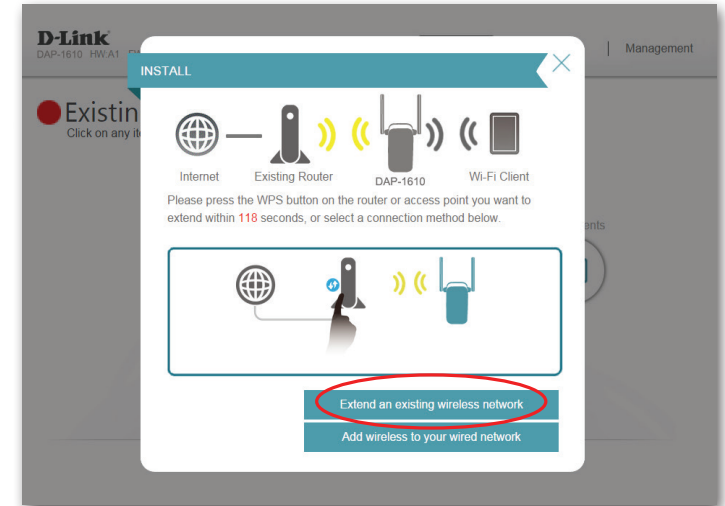 D-Link
DAP-1610 HW:A1
Management
INSTALL
Existin
Click on any
Internet
Existing Router
DAP-1610
Wi-Fi Client
Please press the WPS button on the router or access point you want to
extend within 118 seconds, or select a connection method below.
ents
Extend an existing wireless network
Add wireless to your wired network